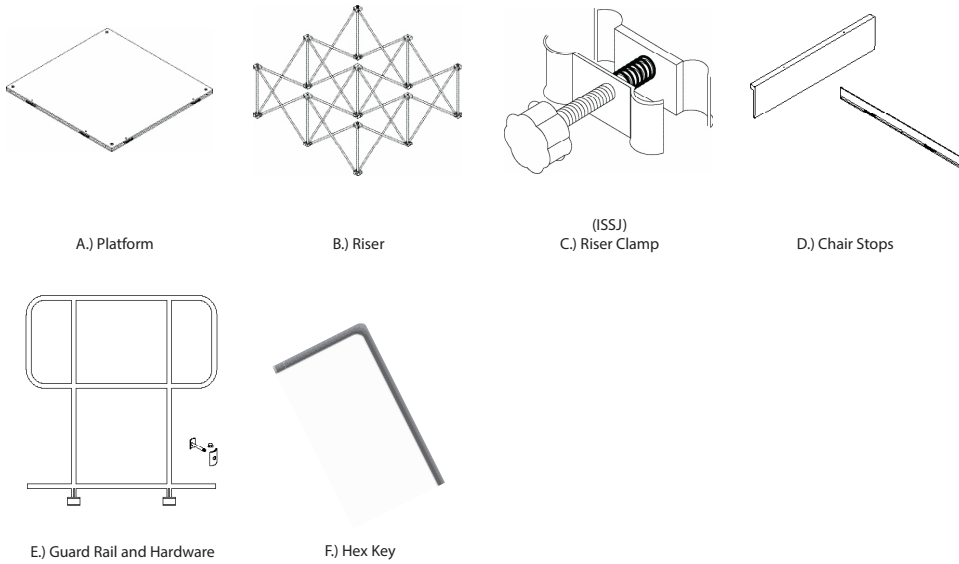 A.) Platform
B.) Riser
(ISSJ)
C.) Riser Clamp
D.) Chair Stops
E.) Guard Rail and Hardware
F.) Hex Key